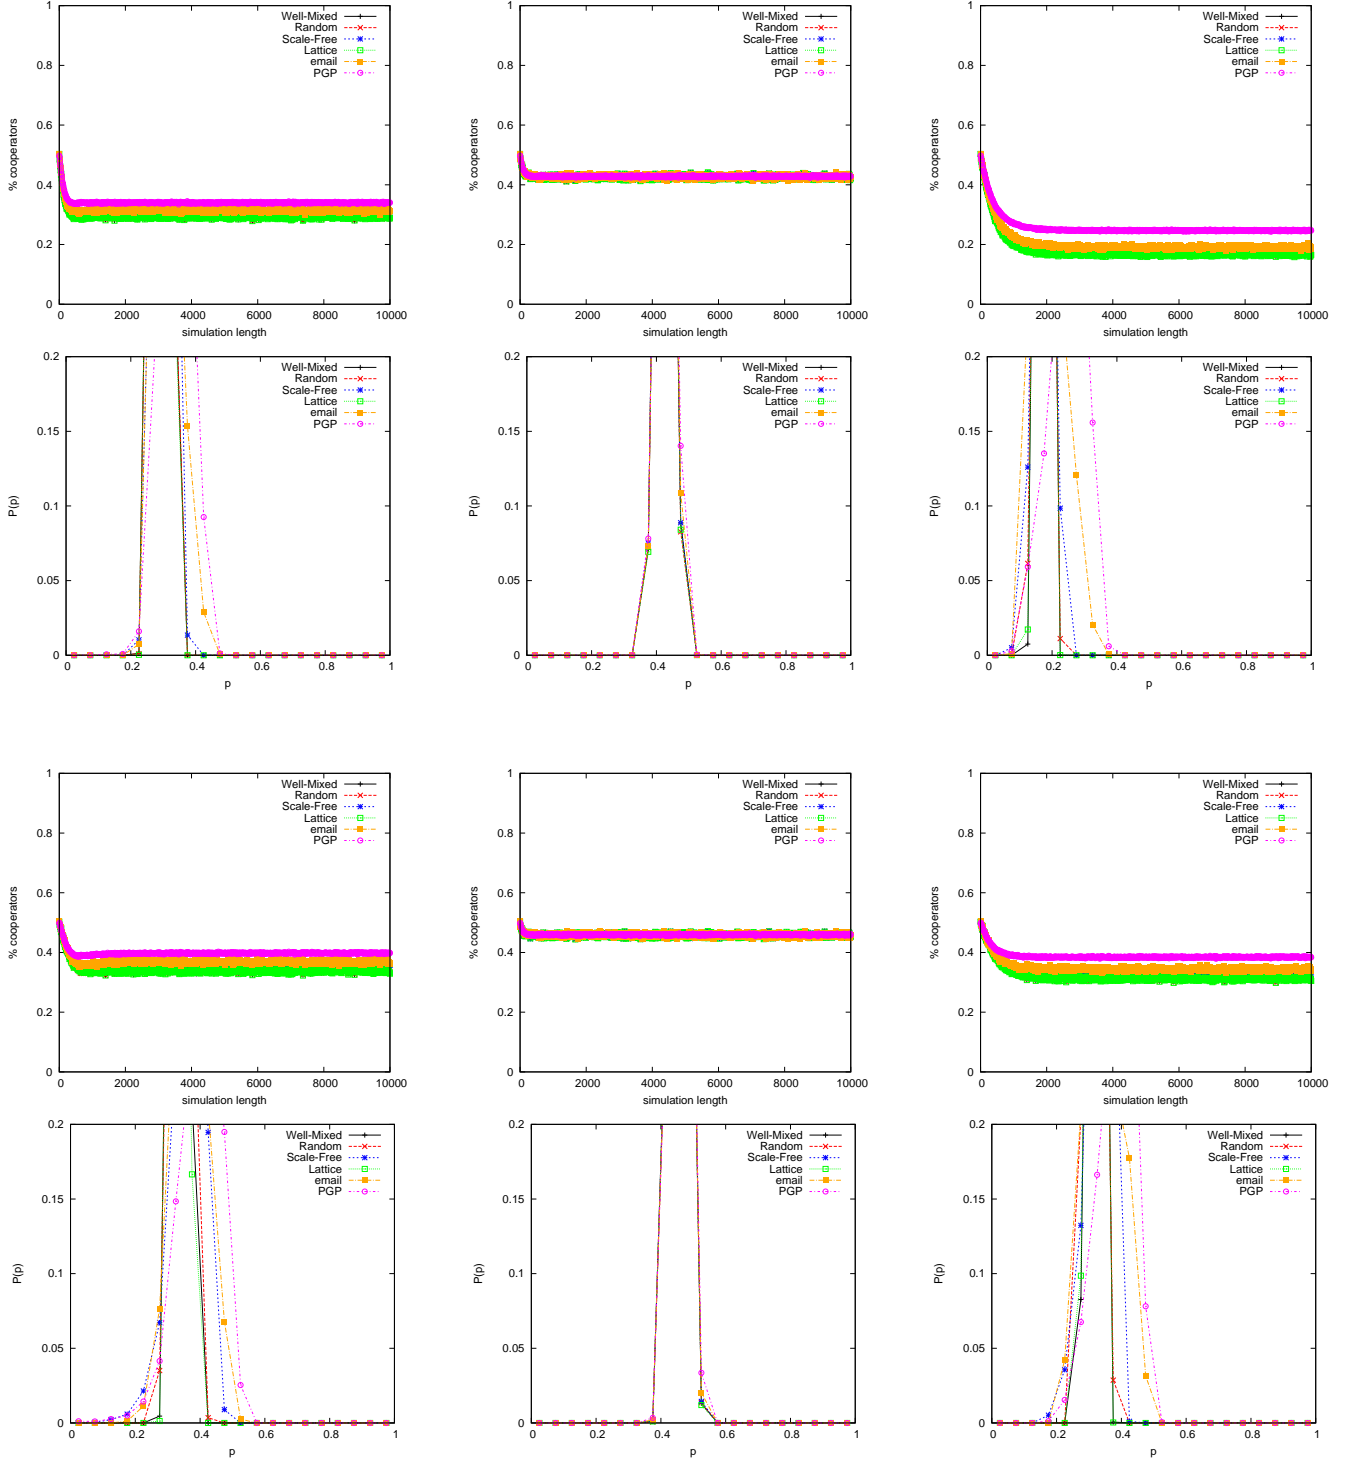 % cooperators
1
0.8
0.6
0.4
0.2
0
0 2000 4000 6000 8000 10000
simulation length
Well-Mixed
Random
Scale-Free
Lattice
email
PGP
% cooperators
1
0.8
0.6
0.4
0.2
0
0 2000 4000 6000 8000 10000
simulation length
Well-Mixed
Random
Scale-Free
Lattice
email
PGP
% cooperators
1
0.8
0.6
0.4
0.2
0
0 2000 4000 6000 8000 10000
simulation length
Well-Mixed
Random
Scale-Free
Lattice
email
PGP
P(p)
0.2
0.15
0.1
0.05
0
0 0.2 0.4 0.6 0.8 1
p
Well-Mixed
Random
Scale-Free
Lattice
email
PGP
P(p)
0.2
0.15
0.1
0.05
0
0 0.2 0.4 0.6 0.8 1
p
Well-Mixed
Random
Scale-Free
Lattice
email
PGP
P(p)
0.2
0.15
0.1
0.05
0
0 0.2 0.4 0.6 0.8 1
p
Well-Mixed
Random
Scale-Free
Lattice
email
PGP
% cooperators
1
0.8
0.6
0.4
0.2
0
0 2000 4000 6000 8000 10000
simulation length
Well-Mixed
Random
Scale-Free
Lattice
email
PGP
% cooperators
1
0.8
0.6
0.4
0.2
0
0 2000 4000 6000 8000 10000
simulation length
Well-Mixed
Random
Scale-Free
Lattice
email
PGP
% cooperators
1
0.8
0.6
0.4
0.2
0
0 2000 4000 6000 8000 10000
simulation length
Well-Mixed
Random
Scale-Free
Lattice
email
PGP
P(p)
0.2
0.15
0.1
0.05
0
0 0.2 0.4 0.6 0.8 1
p
Well-Mixed
Random
Scale-Free
Lattice
email
PGP
P(p)
0.2
0.15
0.1
0.05
0
0 0.2 0.4 0.6 0.8 1
p
Well-Mixed
Random
Scale-Free
Lattice
email
PGP
P(p)
0.2
0.15
0.1
0.05
0
0 0.2 0.4 0.6 0.8 1
p
Well-Mixed
Random
Scale-Free
Lattice
email
PGP